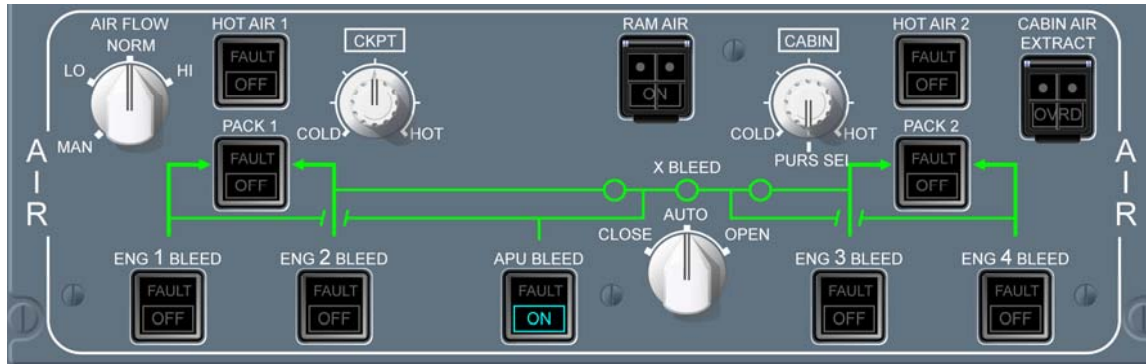 AIR FLOW
NORM
LO
HI
MAN
HOT AIR 1
FAULT
OFF
CKPT
COLD
HOT
RAM AIR
ON
CABIN
COLD
HOT
PURS SEL
HOT AIR 2
FAULT
OFF
CABIN AIR
EXTRACT
OVRD
AIR
PACK 1
FAULT
OFF
X BLEED
AUTO
CLOSE
OPEN
PACK 2
FAULT
OFF
AIR
ENG 1 BLEED
FAULT
OFF
ENG 2 BLEED
FAULT
OFF
APU BLEED
FAULT
ON
ENG 3 BLEED
FAULT
OFF
ENG 4 BLEED
FAULT
OFF